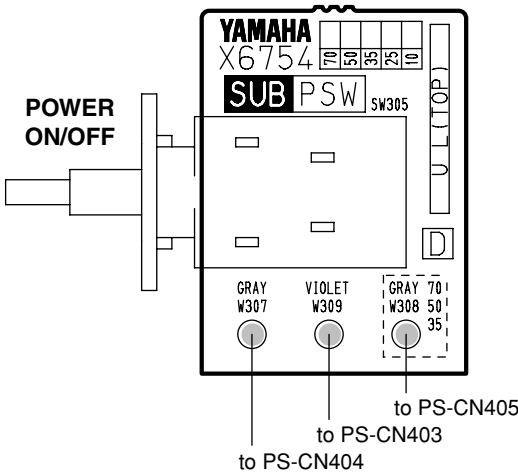 YAMAHA
X6754
70 50 35 25 10
SUB PSW
SW305
U L(TOP)
POWER
ON/OFF
D
GRAY
W307
VIOLET
W309
GRAY
W308
70
50
35
to PS-CN405
to PS-CN403
to PS-CN404